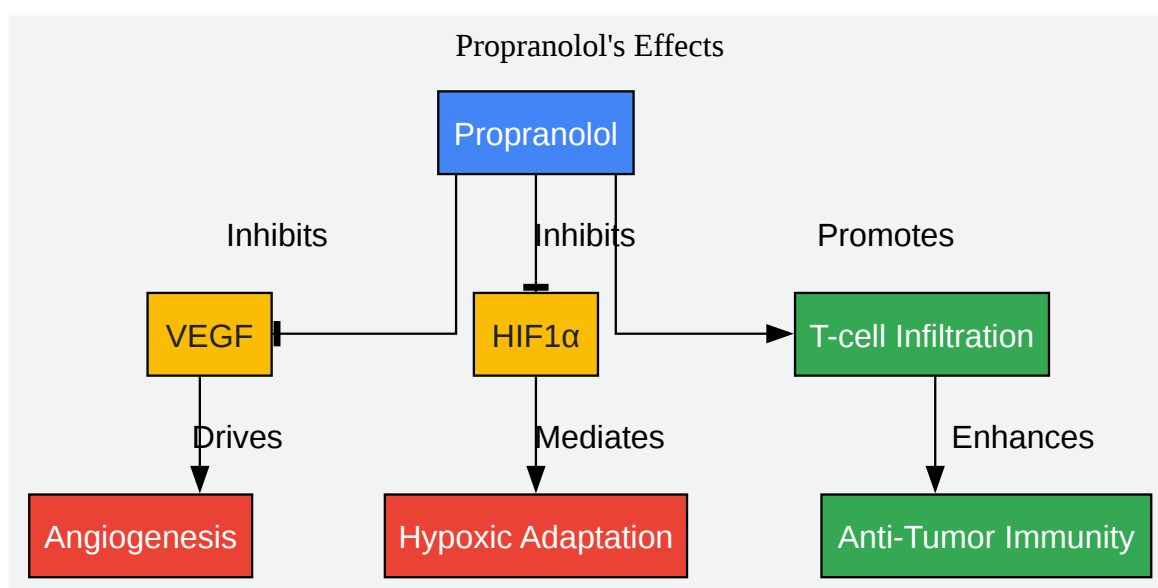 Propranolol's Effects
Propranolol
Inhibits
Inhibits
Promotes
VEGF
HIF1α
T-cell Infiltration
Drives
Mediates
Enhances
Angiogenesis
Hypoxic Adaptation
Anti-Tumor Immunity